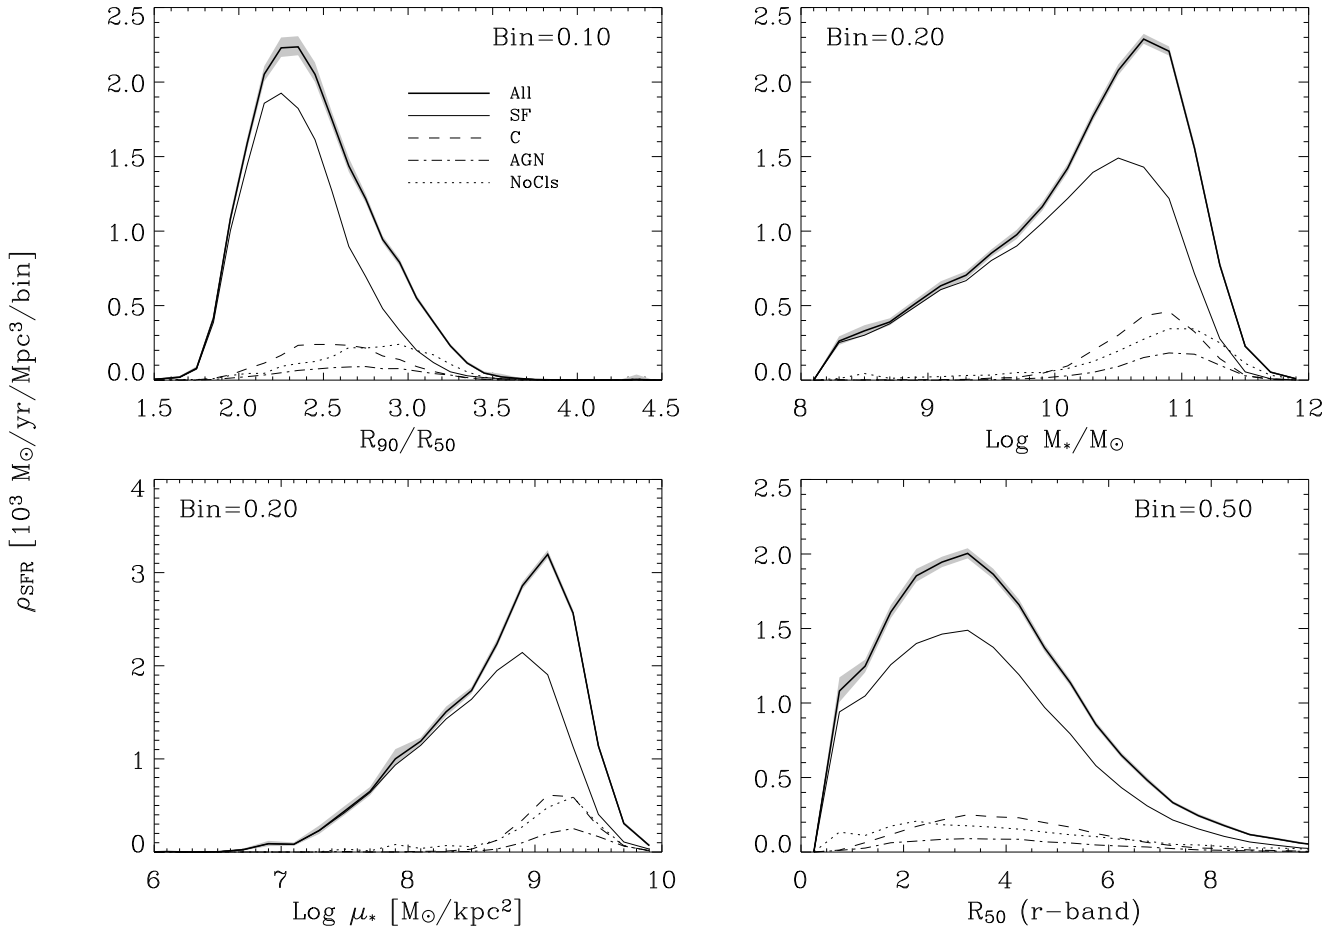 ρSFR [10³ M⊙/yr/Mpc³/bin]
Bin=0.10
All
SF
C
AGN
NoCls
2.5
2.0
1.5
1.0
0.5
0.0
1.5 2.0 2.5 3.0 3.5 4.0 4.5
R₉₀/R₅₀
Bin=0.20
2.5
2.0
1.5
1.0
0.5
0.0
8 9 10 11 12
Log M*/M⊙
Bin=0.20
4
3
2
1
0
6 7 8 9 10
Log μ* [M⊙/kpc²]
Bin=0.50
2.5
2.0
1.5
1.0
0.5
0.0
0 2 4 6 8
R₅₀ (r-band)